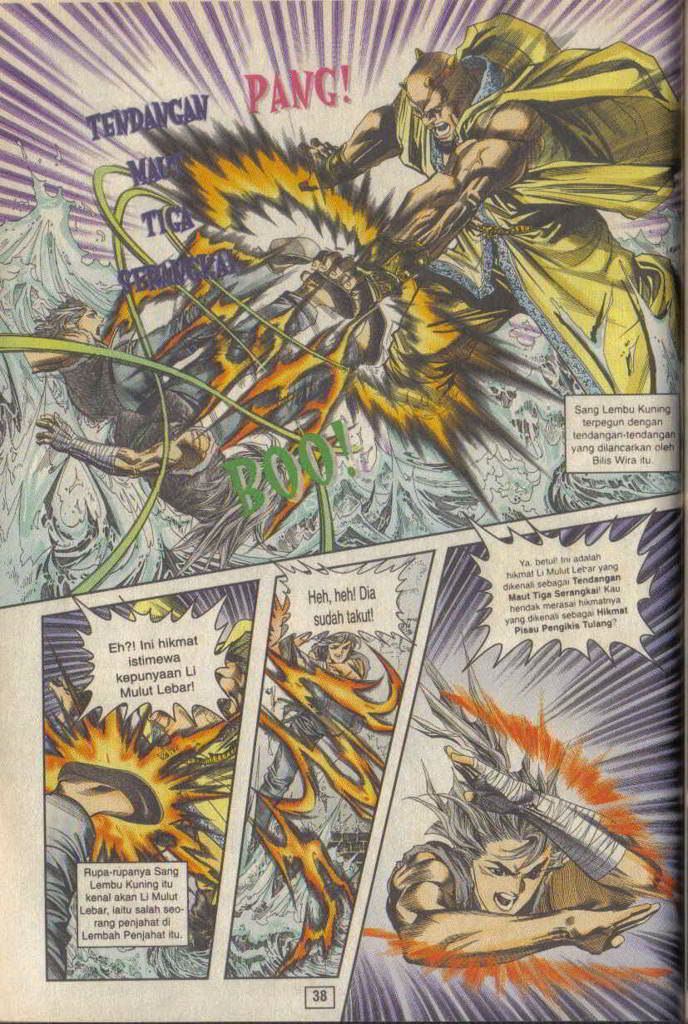 PANG!
TENDANGAN
MAUT
TIGA
SERANGKAI
BOO!
Sang Lembu Kuning
terpegun dengan
tendangan-tendangan
yang dilancarkan oleh
Bilis Wira itu.
Eh?! Ini hikmat
istimewa
kepunyaan Li
Mulut Lebar!
Rupa-rupanya Sang
Lembu Kuning itu
kenal akan Li Mulut
Lebar, iaitu salah seo-
rang penjahat di
Lembah Penjahat itu.
Heh, heh! Dia
sudah takut!
Ya, betul! Ini adalah
hikmat Li Mulut Lebar yang
dikenali sebagai Tendangan
Maut Tiga Serangkai! Kau
hendak merasai hikmatnya
yang dikenali sebagai Hikmat
Pisau Pengikis Tulang?
38